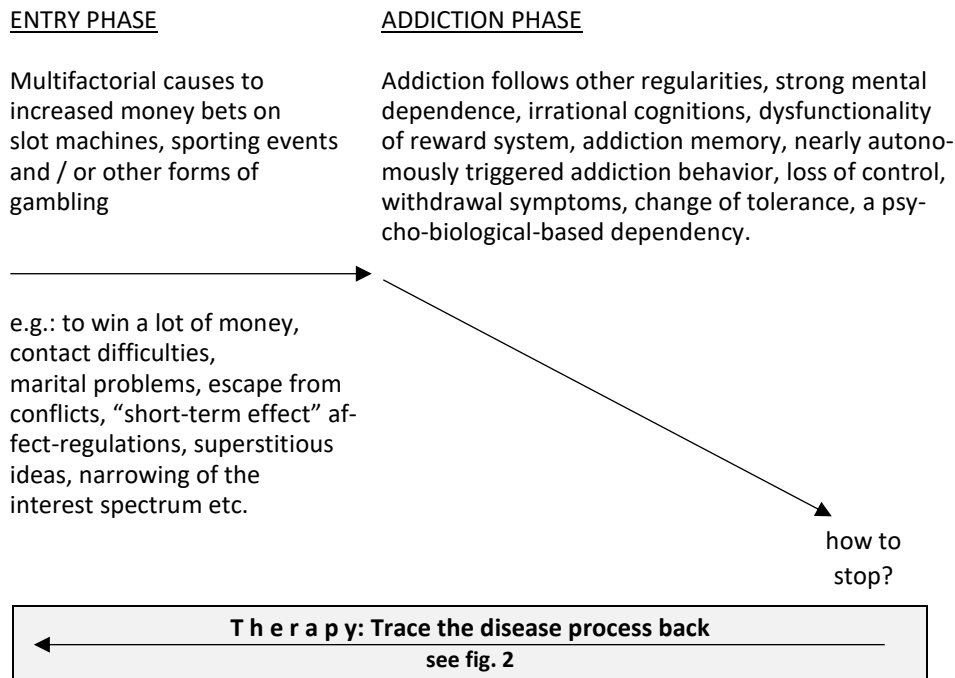 ENTRY PHASE
Multifactorial causes to
increased money bets on
slot machines, sporting events
and / or other forms of
gambling
e.g.: to win a lot of money,
contact difficulties,
marital problems, escape from
conflicts, “short-term effect” af-
fect-regulations, superstitious
ideas, narrowing of the
interest spectrum etc.
ADDICTION PHASE
Addiction follows other regularities, strong mental
dependence, irrational cognitions, dysfunctionality
of reward system, addiction memory, nearly autono-
mously triggered addiction behavior, loss of control,
withdrawal symptoms, change of tolerance, a psy-
cho-biological-based dependency.
how to
stop?
T h e r a p y: Trace the disease process back
see fig. 2